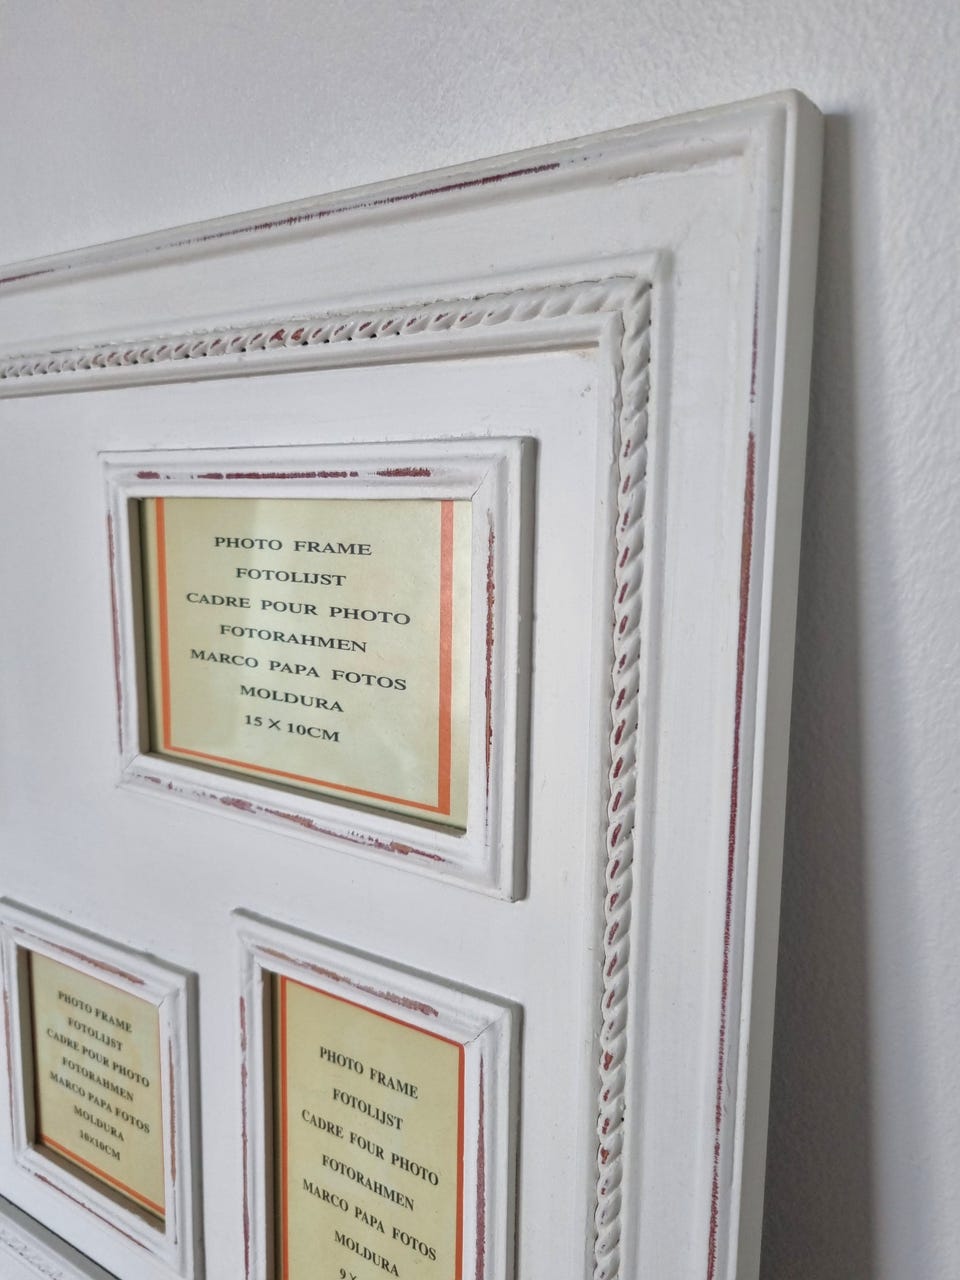 PHOTO FRAME
FOTOLIJST
CADRE POUR PHOTO
FOTORAHMEN
MARCO PAPA FOTOS
MOLDURA
15 X 10CM
PHOTO FRAME
FOTOLIJST
CADRE POUR PHOTO
FOTORAHMEN
MARCO PAPA FOTOS
MOLDURA
10X10CM
PHOTO FRAME
FOTOLIJST
CADRE FOUR PHOTO
FOTORAHMEN
MARCO PAPA FOTOS
MOLDURA